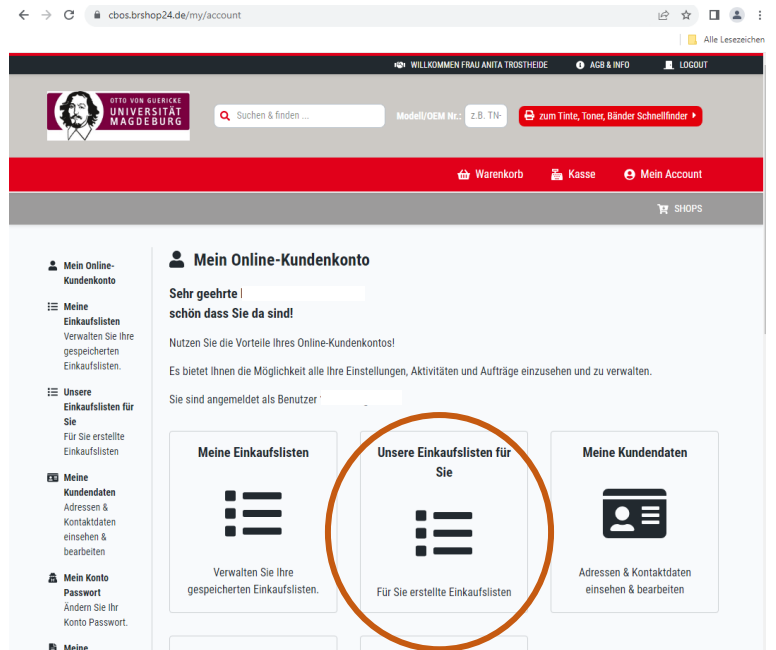 cbos.brshop24.de/my/account
Alle Lesezeichen
WILLKOMMEN FRAU ANITA TROSTHEIDE
AGB & INFO
LOGOUT
OTTO VON GUERICKE
UNIVERSITÄT
MAGDEBURG
Suchen & finden ...
Modell/OEM Nr.:
z.B. TN-
zum Tinte, Toner, Bänder Schnellfinder
Warenkorb
Kasse
Mein Account
SHOPS
Mein Online-
Kundenkonto
Meine
Einkaufslisten
Verwalten Sie Ihre
gespeicherten
Einkaufslisten.
Unsere
Einkaufslisten für
Sie
Für Sie erstellte
Einkaufslisten
Meine
Kundendaten
Adressen &
Kontaktdaten
einsehen &
bearbeiten
Mein Konto
Passwort
Ändern Sie Ihr
Konto Passwort.
Meine
Mein Online-Kundenkonto
Sehr geehrte
schön dass Sie da sind!
Nutzen Sie die Vorteile Ihres Online-Kundenkontos!
Es bietet Ihnen die Möglichkeit alle Ihre Einstellungen, Aktivitäten und Aufträge einzusehen und zu verwalten.
Sie sind angemeldet als Benutzer
Meine Einkaufslisten
Verwalten Sie Ihre
gespeicherten Einkaufslisten.
Unsere Einkaufslisten für
Sie
Für Sie erstellte Einkaufslisten
Meine Kundendaten
Adressen & Kontaktdaten
einsehen & bearbeiten